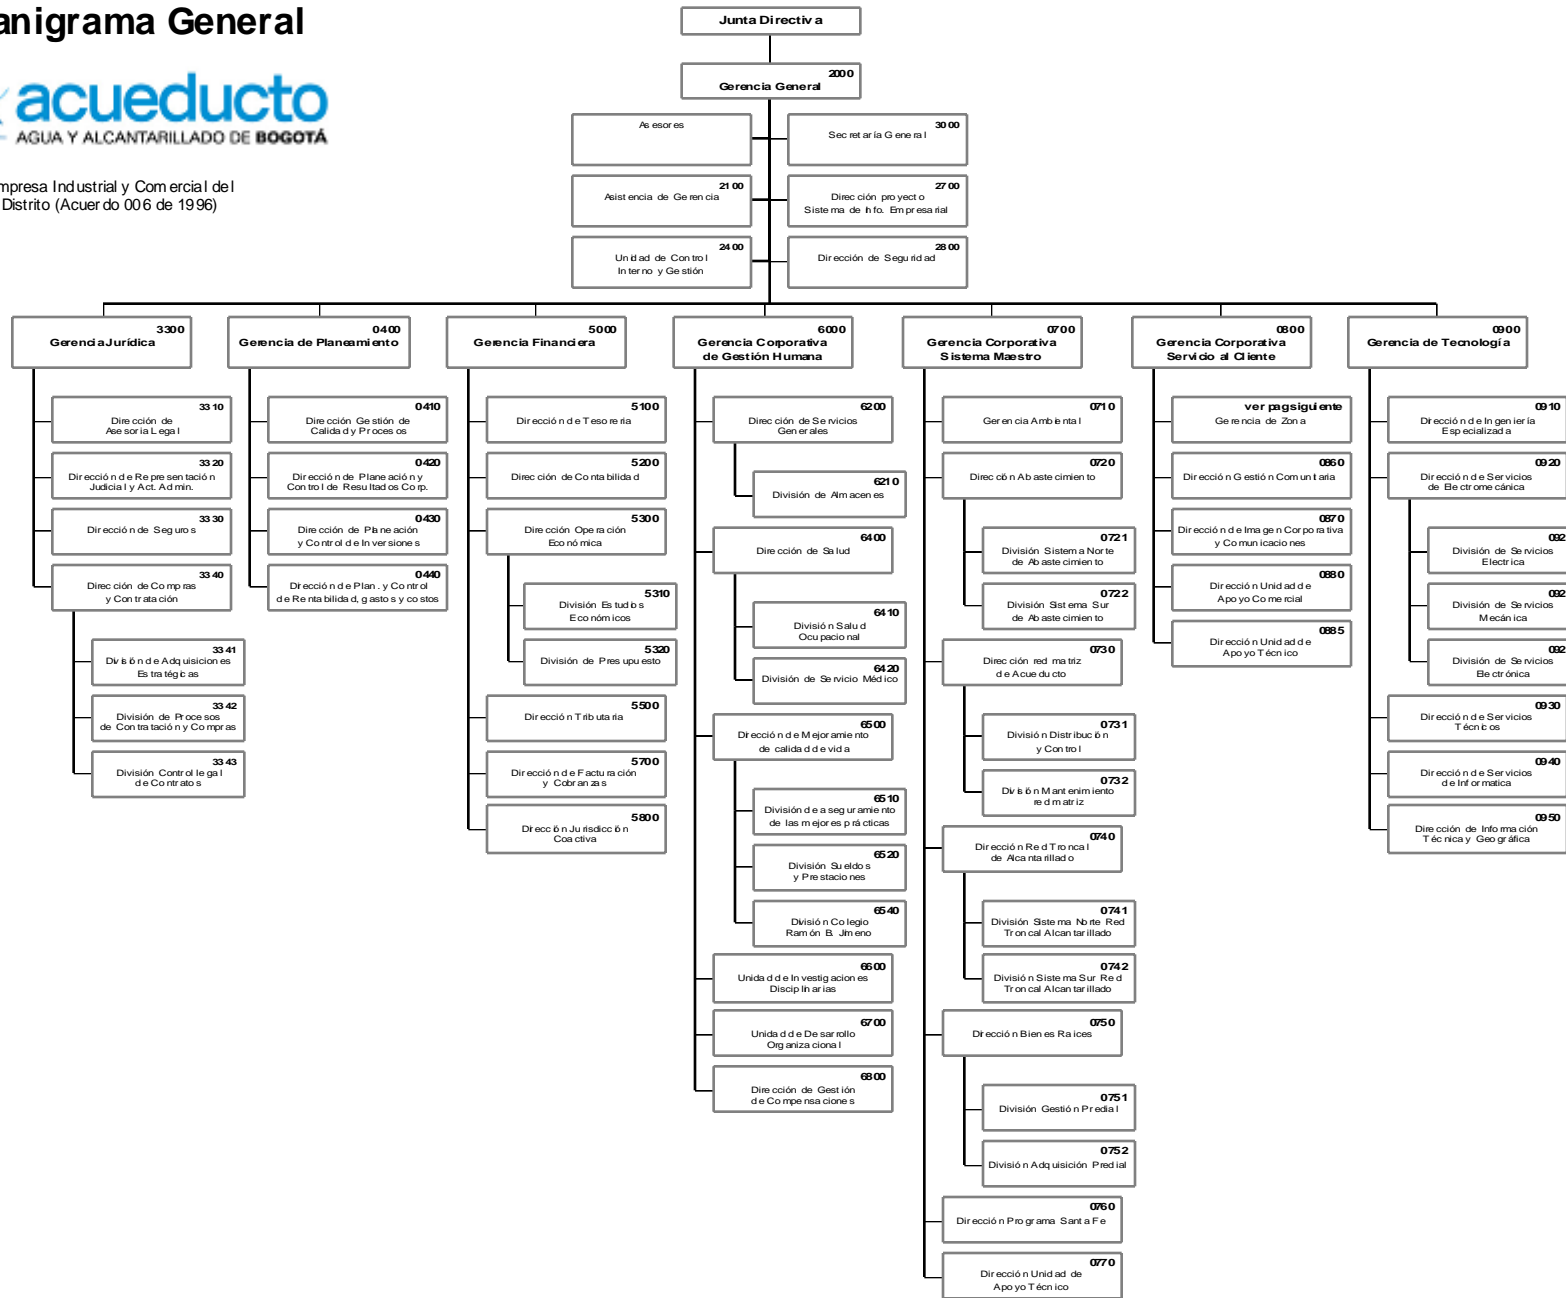 anigrama General
acueducto
AGUA Y ALCANTARILLADO DE BOGOTÁ
mpresa Industrial y Comercial del
Distrito (Acuerdo 006 de 1996)
Junta Directiva
2000
Gerencia General
Asesores
3000
Secretaría General
2100
Asistencia de Gerencia
2700
Dirección proyecto
Sistema de Info. Empresarial
2400
Unidad de Control
Interno y Gestión
2800
Dirección de Seguridad
3300
Gerencia Jurídica
3310
Dirección de
Asesoria Legal
3320
Dirección de Representación
Judicial y Act. Admin.
3330
Dirección de Seguros
3340
Dirección de Compras
y Contratación
3341
División de Adquisiciones
Estratégicas
3342
División de Procesos
de Contratación y Compras
3343
División Control legal
de Contratos
0400
Gerencia de Planeamiento
0410
Dirección Gestión de
Calidad y Procesos
0420
Dirección de Planeación y
Control de Resultados Corp.
0430
Dirección de Planeación
y Control de Inversiones
0440
Dirección de Plan. y Control
de Rentabilidad, gastos y costos
5000
Gerencia Financiera
5100
Dirección de Tesoreria
5200
Dirección de Contabilidad
5300
Dirección Operación
Económica
5310
División Estudios
Económicos
5320
División de Presupuesto
5500
Dirección Tributaria
5700
Dirección de Facturación
y Cobranzas
5800
Dirección Jurisdicción
Coactiva
6000
Gerencia Corporativa
de Gestión Humana
6200
Dirección de Servicios
Generales
6210
División de Almacenes
6400
Dirección de Salud
6410
División Salud
Ocupacional
6420
División de Servicio Médico
6500
Dirección de Mejoramiento
de calidad de vida
6510
División de aseguramiento
de las mejores prácticas
6520
División Sueldos
y Prestaciones
6540
División Colegio
Ramón B. Jimeno
6600
Unidad de Investigaciones
Disciplinarias
6700
Unidad de Desarrollo
Organizacional
6800
Dirección de Gestión
de Compensaciones
0700
Gerencia Corporativa
Sistema Maestro
0710
Gerencia Ambiental
0720
Dirección Abastecimiento
0721
División Sistema Norte
de Abastecimiento
0722
División Sistema Sur
de Abastecimiento
0730
Dirección red matriz
de Acueducto
0731
División Distribución
y Control
0732
División Mantenimiento
red matriz
0740
Dirección Red Troncal
de Alcantarillado
0741
División Sistema Norte Red
Troncal Alcantarillado
0742
División Sistema Sur Red
Troncal Alcantarillado
0750
Dirección Bienes Raices
0751
División Gestión Predial
0752
División Adquisición Predial
0760
Dirección Programa Santa Fe
0770
Dirección Unidad de
Apoyo Técnico
0800
Gerencia Corporativa
Servicio al Cliente
ver pag siguiente
Gerencia de Zona
0860
Dirección Gestión Comunitaria
0870
Dirección de Imagen Corporativa
y Comunicaciones
0880
Dirección Unidad de
Apoyo Comercial
0885
Dirección Unidad de
Apoyo Técnico
0900
Gerencia de Tecnología
0910
Dirección de Ingeniería
Especializada
0920
Dirección de Servicios
de Electromecánica
092
División de Servicios
Electrica
092
División de Servicios
Mecánica
092
División de Servicios
Electrónica
0930
Dirección de Servicios
Técnicos
0940
Dirección de Servicios
de Informatica
0950
Dirección de Información
Técnica y Geográfica